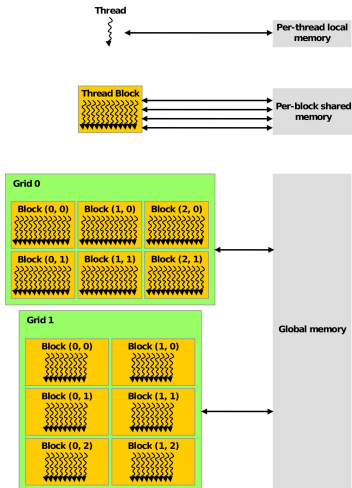 Thread
Per-thread local
memory
Thread Block
Per-block shared
memory
Grid 0
Block (0, 0) Block (1, 0) Block (2, 0)
Block (0, 1) Block (1, 1) Block (2, 1)
Grid 1
Global memory
Block (0, 0) Block (1, 0)
Block (0, 1) Block (1, 1)
Block (0, 2) Block (1, 2)